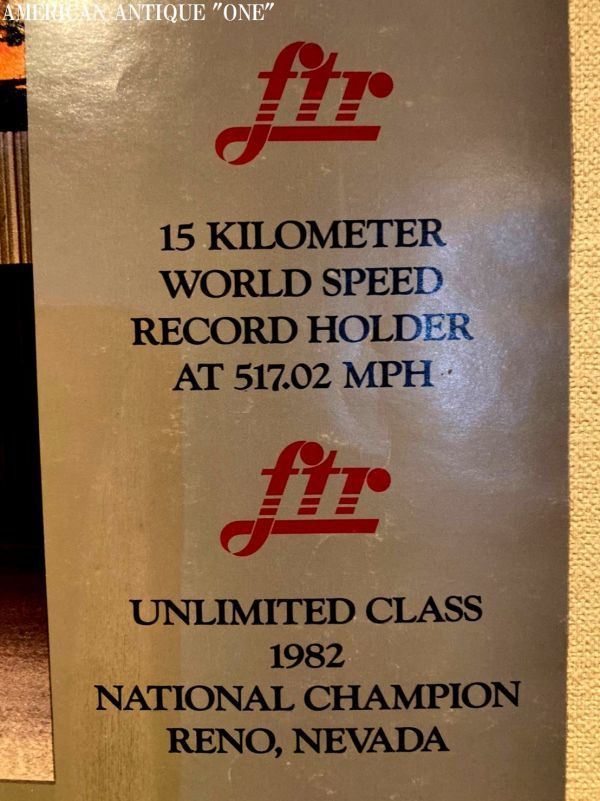 AMERICAN ANTIQUE "ONE"
ftr
15 KILOMETER
WORLD SPEED
RECORD HOLDER
AT 517.02 MPH
ftr
UNLIMITED CLASS
1982
NATIONAL CHAMPION
RENO, NEVADA